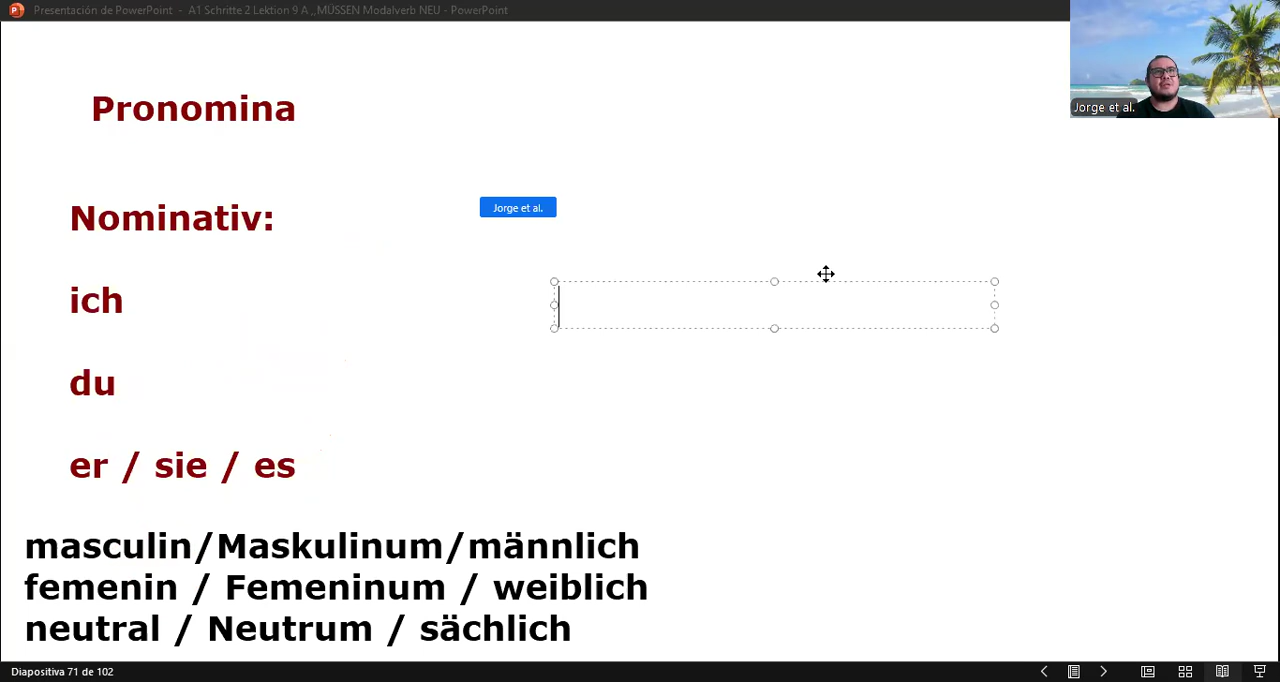 Presentación de PowerPoint - A1 Schritte 2 Lektion 9 A ,,MÜSSEN Modalverb NEU - PowerPoint
Jorge et al.
Pronomina
Jorge et al.
Nominativ:
ich
du
er / sie / es
masculin/Maskulinum/männlich
femenin / Femeninum / weiblich
neutral / Neutrum / sächlich
Diapositiva 71 de 102